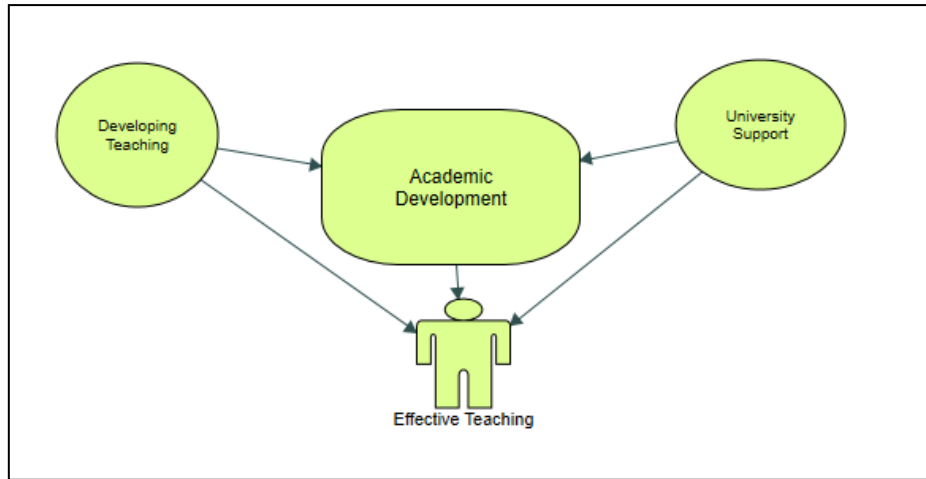 Developing
Teaching
Academic
Development
University
Support
Effective Teaching